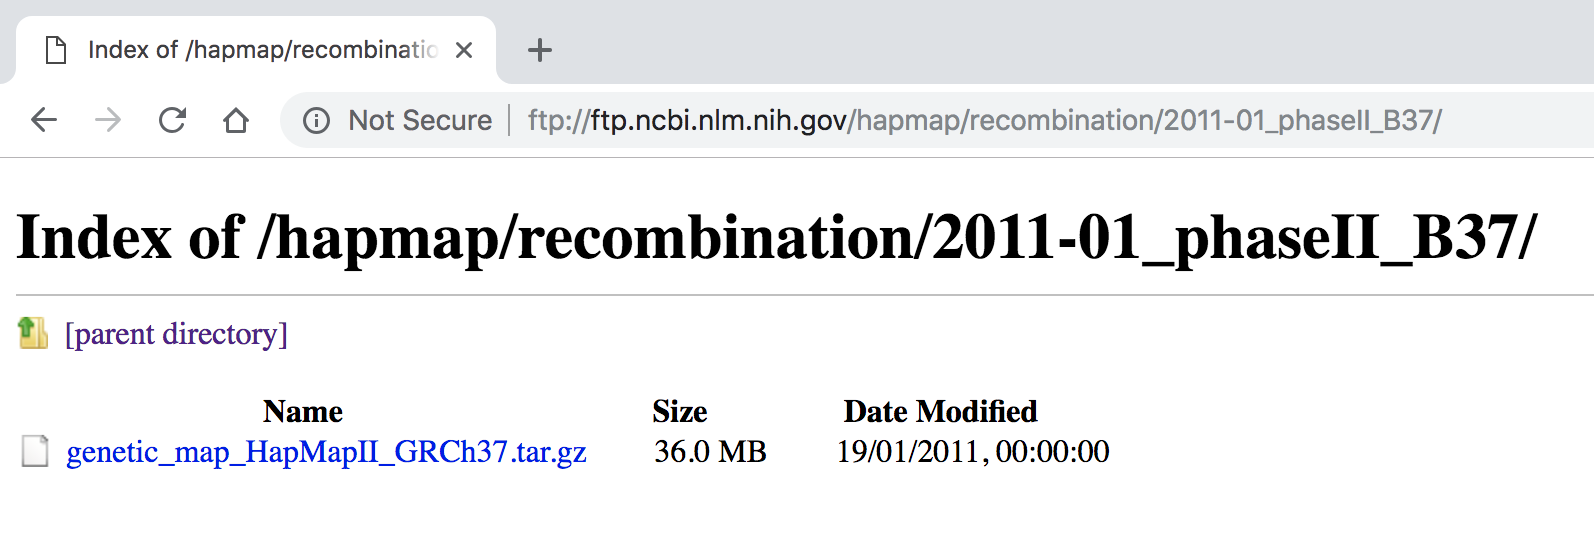 Index of /hapmap/recombinatio
Not Secure ftp://ftp.ncbi.nlm.nih.gov/hapmap/recombination/2011-01_phaseII_B37/
Index of /hapmap/recombination/2011-01_phaseII_B37/
[parent directory]
Name Size Date Modified
genetic_map_HapMapII_GRCh37.tar.gz 36.0 MB 19/01/2011, 00:00:00